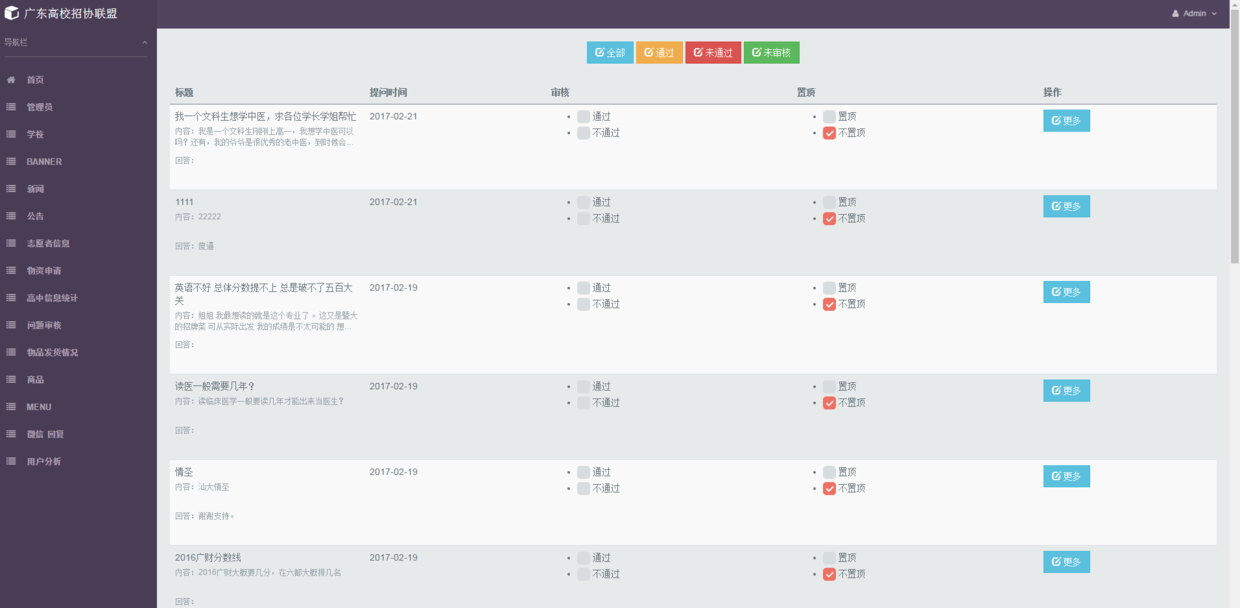 广东高校招协联盟
Admin
导航栏
首页
管理员
学校
BANNER
新闻
公告
志愿者信息
物资申请
高中信息统计
问题审核
物品发货情况
商品
MENU
微信 回复
用户分析
全部 通过 未通过 未审核
标题 提问时间 审核 置顶 操作
我一个文科生想学中医，求各位学长学姐帮忙 2017-02-21 通过 置顶 更多
内容：我是一个文科生刚刚上高一，我想学中医可以 不通过 不置顶
吗？还有，我的爷爷是很优秀的老中医，到时候会...
回答：
1111 2017-02-21 通过 置顶 更多
内容：22222 不通过 不置顶
回答：傻逼
英语不好 总体分数提不上 总是破不了五百大 2017-02-19 通过 置顶 更多
关 不通过 不置顶
内容：姐姐 我最想读的就是这个专业了。这又是暨大
的招牌菜 可从实际出发 我的成绩是不太可能的 想...
回答：
读医一般需要几年？ 2017-02-19 通过 置顶 更多
内容：读临床医学一般要读几年才能出来当医生？ 不通过 不置顶
回答：
情圣 2017-02-19 通过 置顶 更多
内容：汕大情圣 不通过 不置顶
回答：谢谢支持。
2016广财分数线 2017-02-19 通过 置顶 更多
内容：2016广财大概要几分，在六部大概排几名 不通过 不置顶
回答：